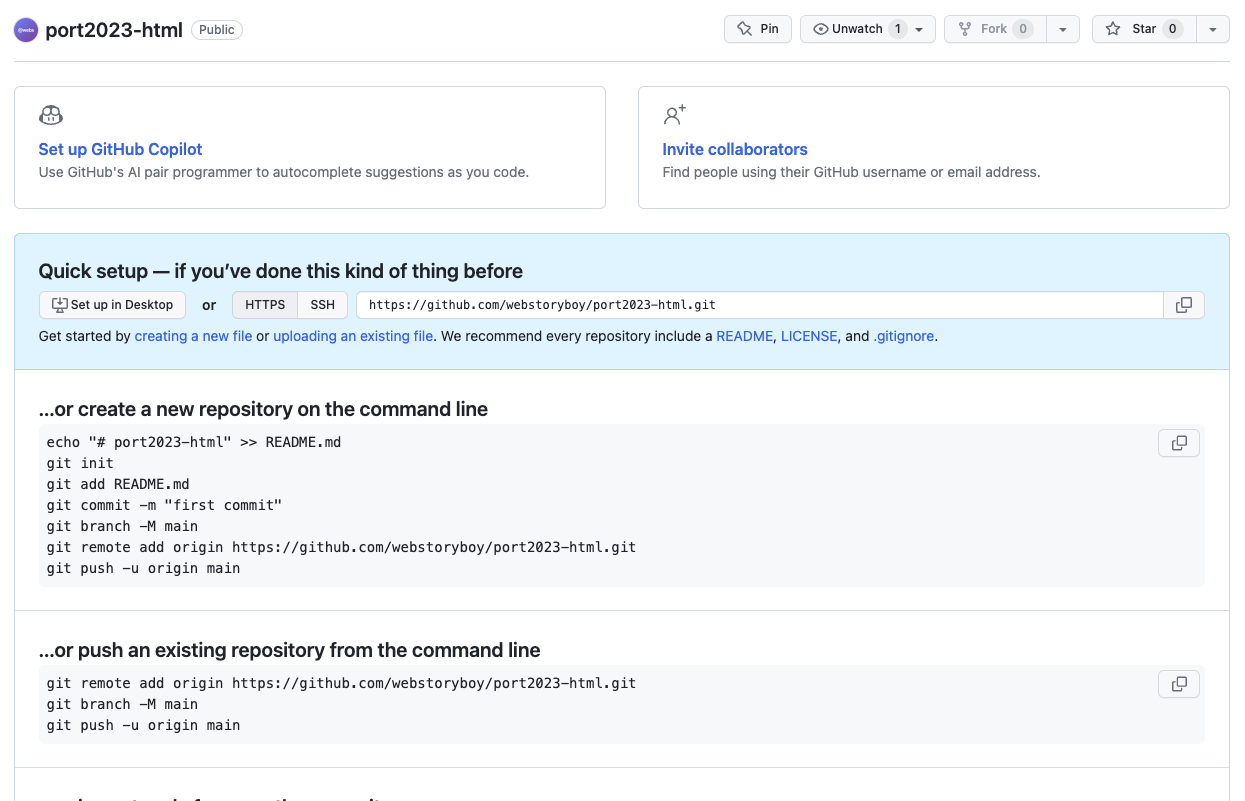 port2023-html Public Pin Unwatch 1 Fork 0 Star 0
Set up GitHub Copilot
Use GitHub's AI pair programmer to autocomplete suggestions as you code.
Invite collaborators
Find people using their GitHub username or email address.
Quick setup — if you’ve done this kind of thing before
Set up in Desktop or HTTPS SSH https://github.com/webstoryboy/port2023-html.git
Get started by creating a new file or uploading an existing file. We recommend every repository include a README, LICENSE, and .gitignore.
…or create a new repository on the command line
echo "# port2023-html" >> README.md
git init
git add README.md
git commit -m "first commit"
git branch -M main
git remote add origin https://github.com/webstoryboy/port2023-html.git
git push -u origin main
…or push an existing repository from the command line
git remote add origin https://github.com/webstoryboy/port2023-html.git
git branch -M main
git push -u origin main